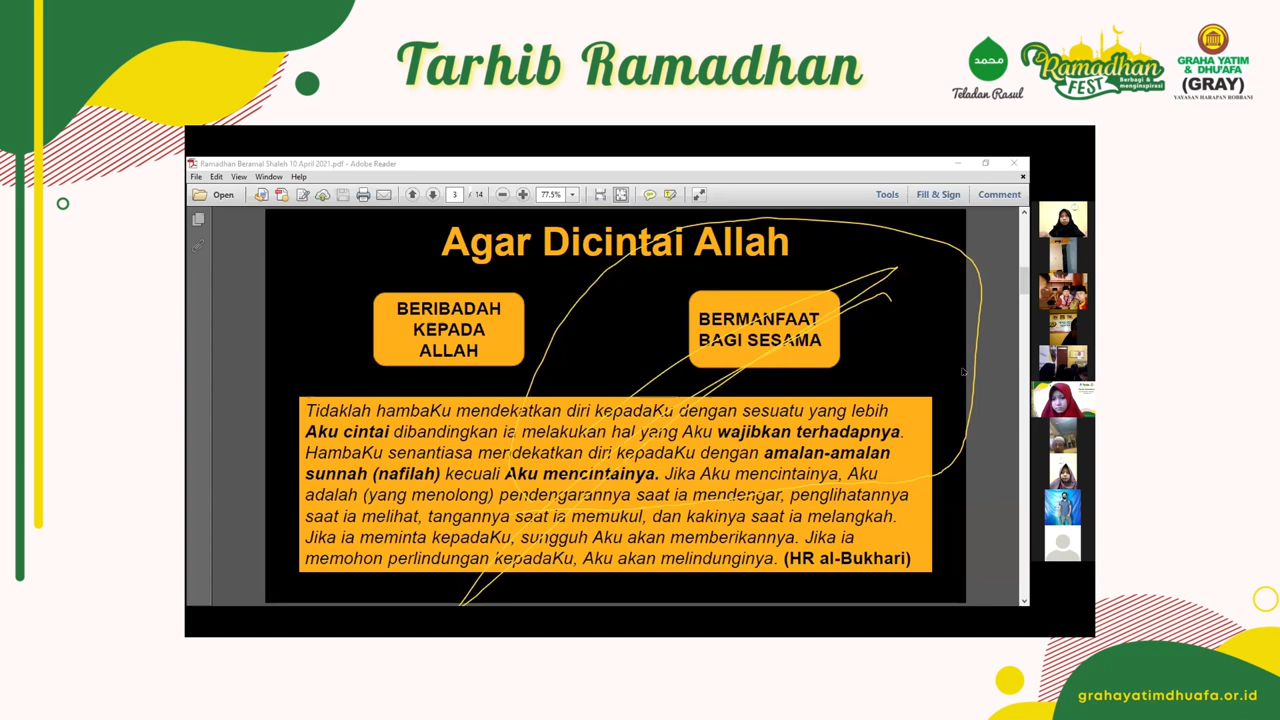 Tarhib Ramadhan
محمد
Teladan Rasul
Ramadhan
FEST
Berbagi &
menginspirasi
GRAHA YATIM
& DHU'AFA
(GRAY)
YAYASAN HARAPAN ROBBANI
Ramadhan Beramal Shaleh 10 April 2021.pdf - Adobe Reader
File Edit View Window Help
Open 3 / 14 77.5% Tools Fill & Sign Comment
Agar Dicintai Allah
BERIBADAH
KEPADA
ALLAH
BERMANFAAT
BAGI SESAMA
Tidaklah hambaKu mendekatkan diri kepadaKu dengan sesuatu yang lebih
Aku cintai dibandingkan ia melakukan hal yang Aku wajibkan terhadapnya.
HambaKu senantiasa mendekatkan diri kepadaKu dengan amalan-amalan
sunnah (nafilah) kecuali Aku mencintainya. Jika Aku mencintainya, Aku
adalah (yang menolong) pendengarannya saat ia mendengar, penglihatannya
saat ia melihat, tangannya saat ia memukul, dan kakinya saat ia melangkah.
Jika ia meminta kepadaKu, sungguh Aku akan memberikannya. Jika ia
memohon perlindungan kepadaKu, Aku akan melindunginya. (HR al-Bukhari)
grahayatimdhuafa.or.id